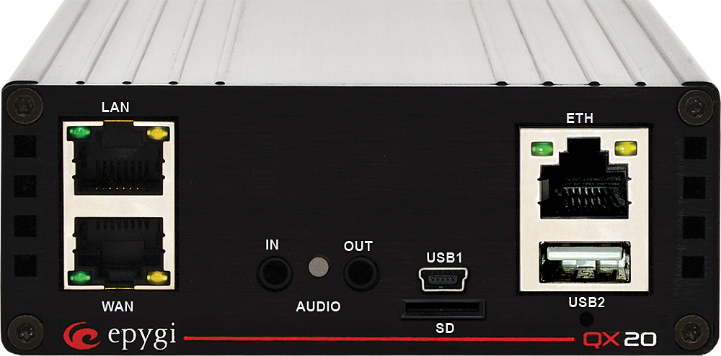 LAN
ETH
IN
OUT
USB1
WAN
AUDIO
USB2
SD
epygi
QX20